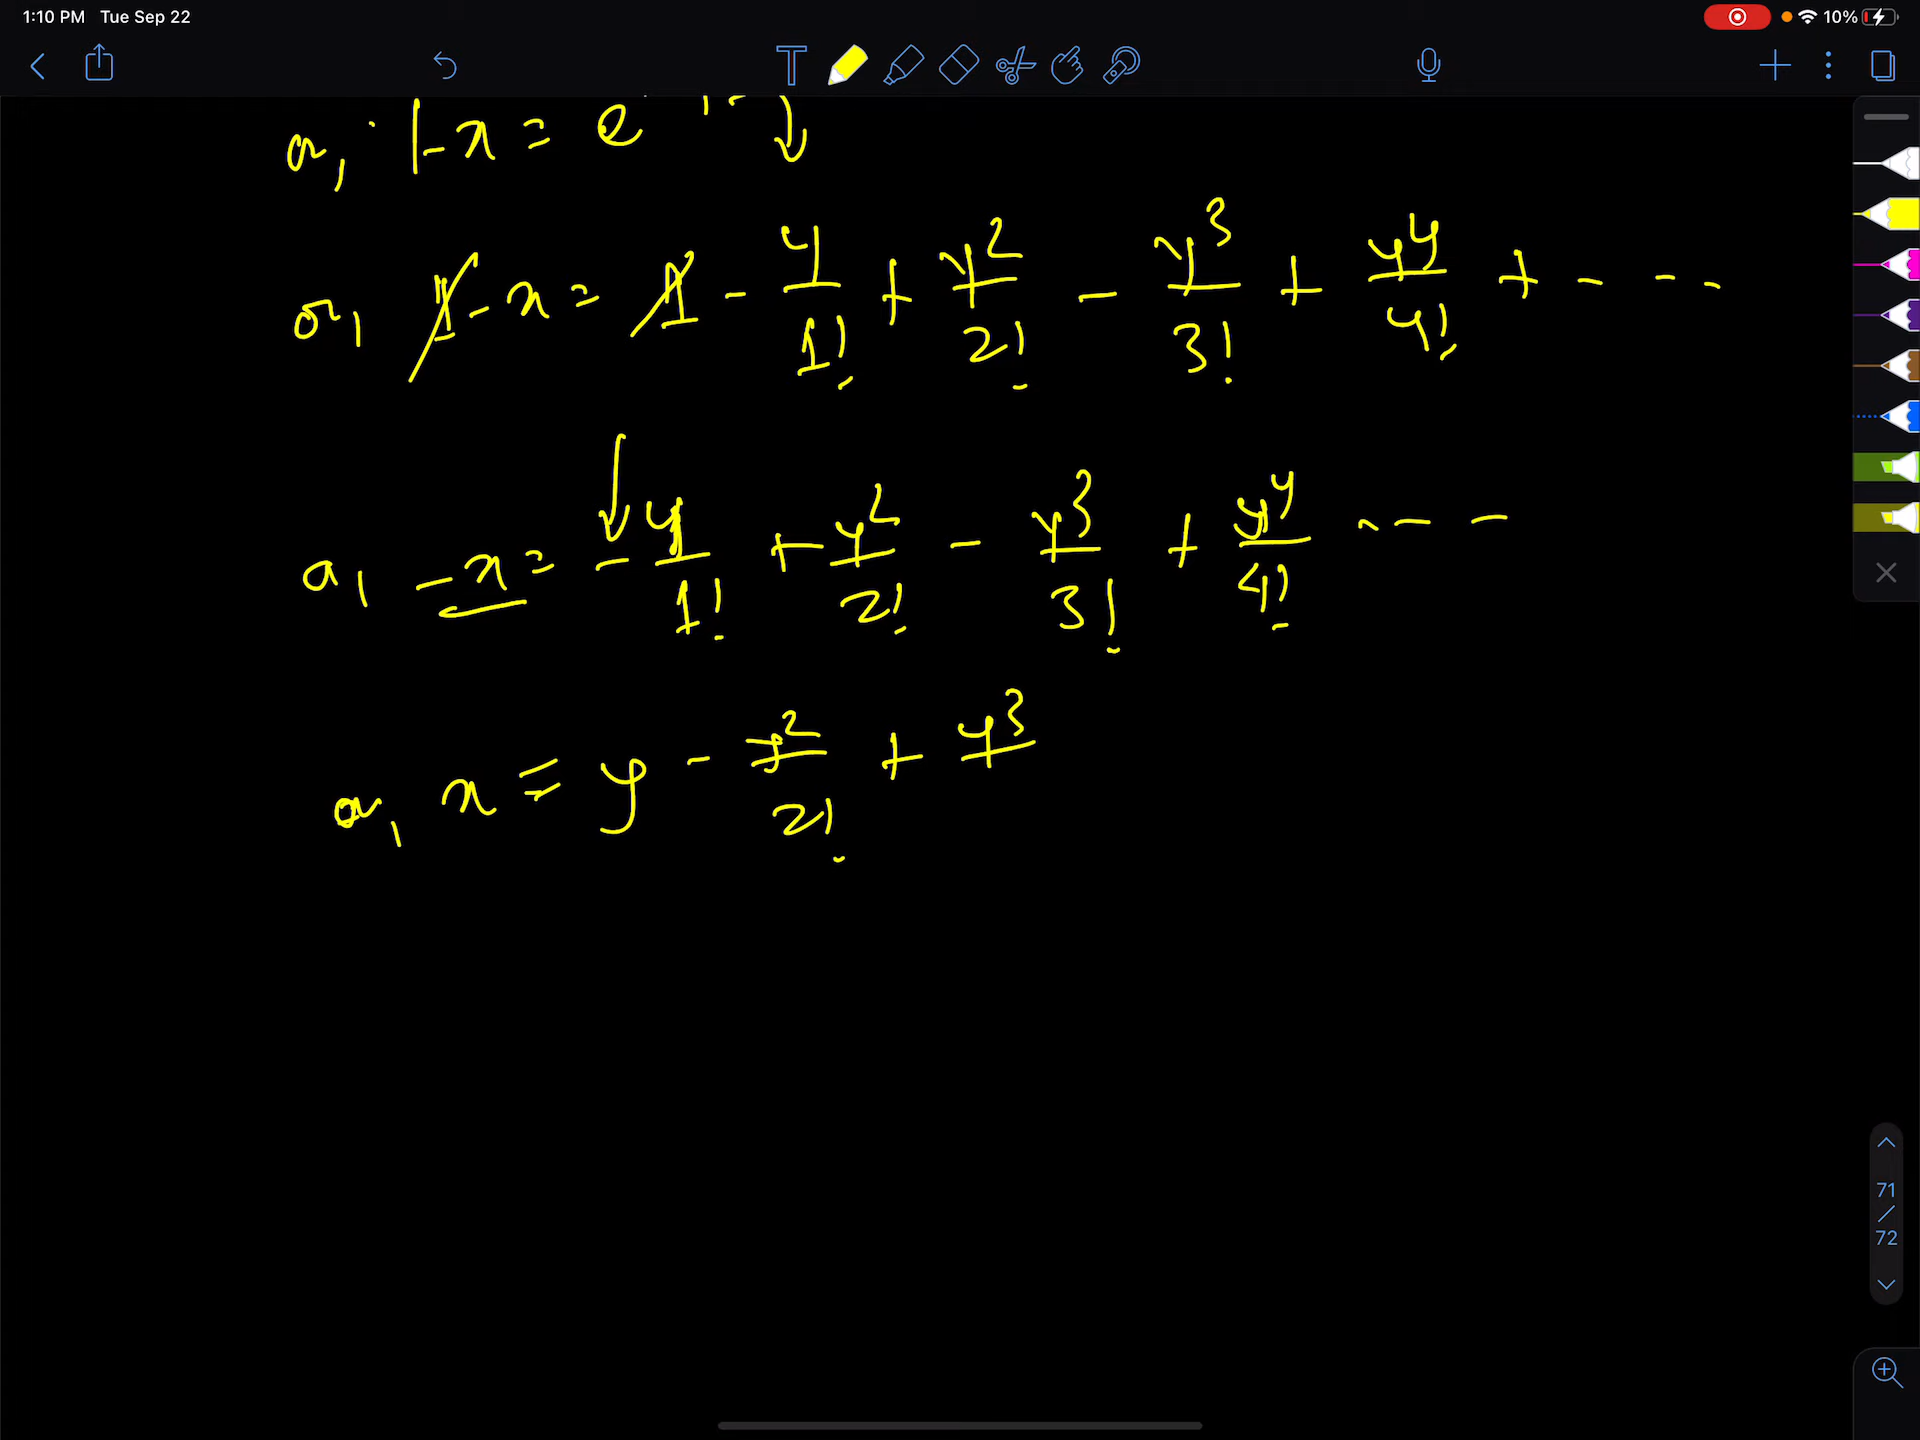 1:10 PM Tue Sep 22
10%
or, 1-x = e
or, 1 - x = 1 - y/1! + y²/2! - y³/3! + y⁴/4! + - - -
or, -x = - y/1! + y²/2! - y³/3! + y⁴/4! - - -
or, x = y - y²/2! + y³
71
/
72